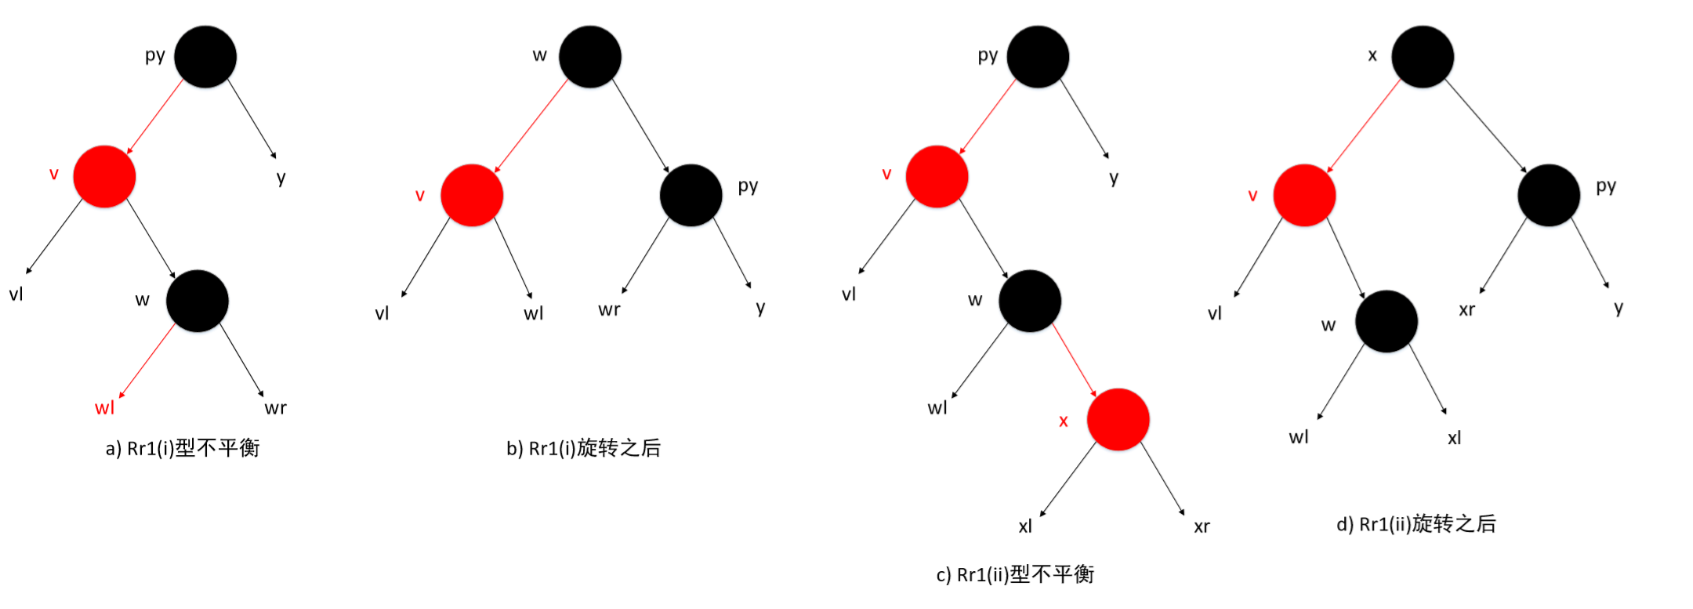 py
v
y
vl
w
wl
wr
a) Rr1(i)型不平衡
w
v
py
vl
wl
wr
y
b) Rr1(i)旋转之后
py
v
y
vl
w
wl
x
xl
xr
c) Rr1(ii)型不平衡
x
v
py
vl
w
xr
y
wl
xl
d) Rr1(ii)旋转之后